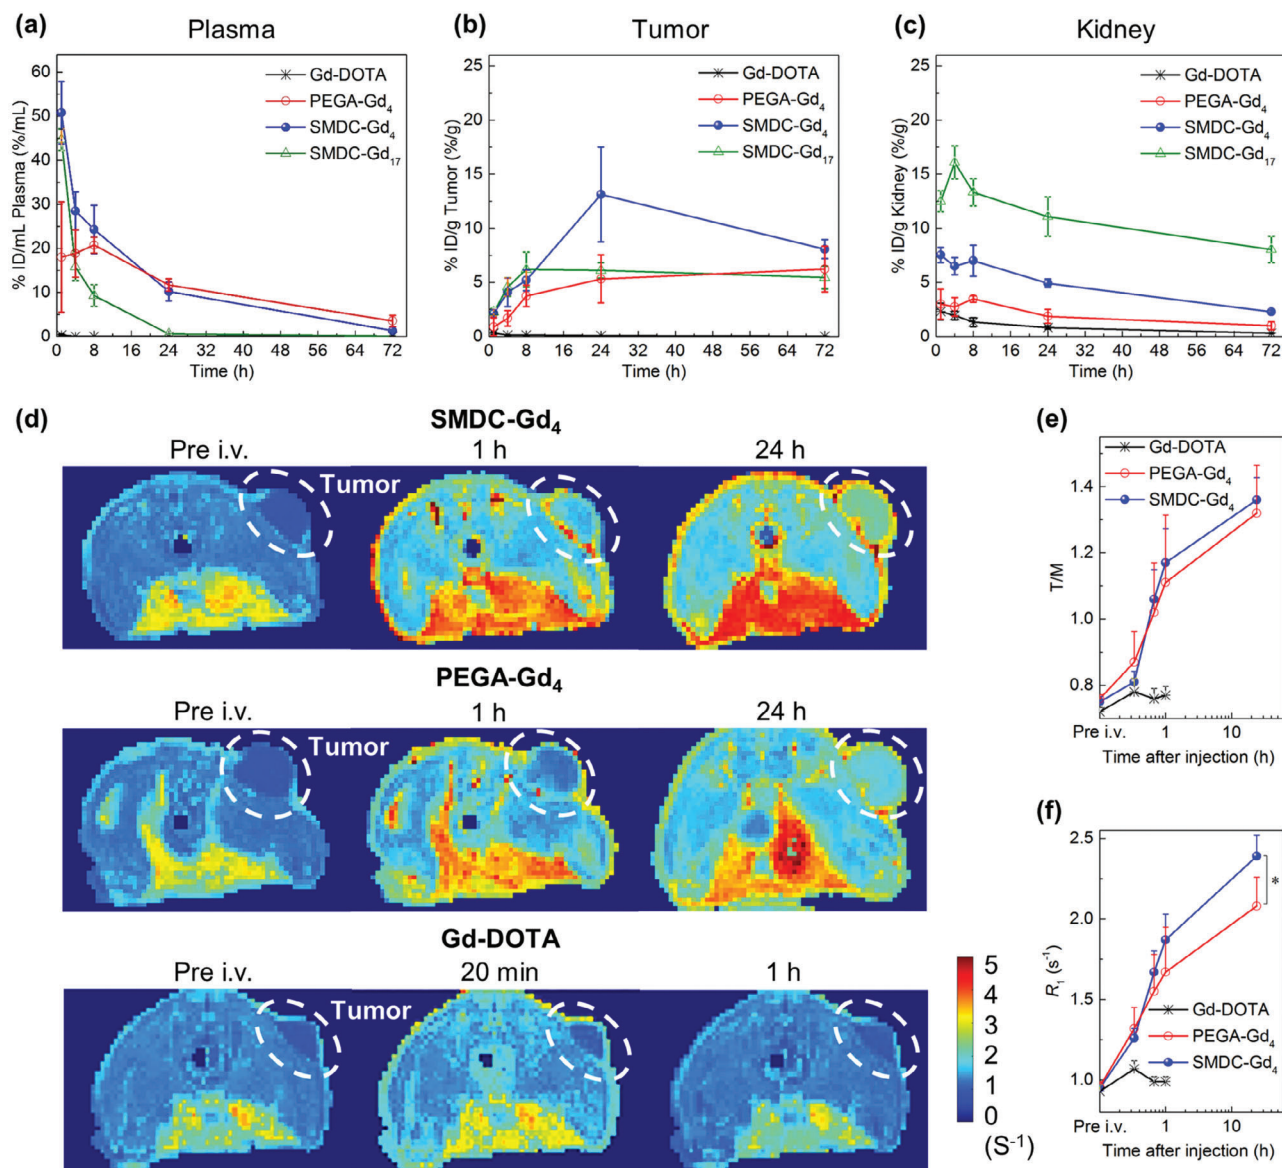 (a) Plasma
% ID/mL Plasma (%/mL)
60
50
40
30
20
10
0
Gd-DOTA
PEGA-Gd4
SMDC-Gd4
SMDC-Gd17
0 8 16 24 32 40 48 56 64 72
Time (h)
(b) Tumor
% ID/g Tumor (%/g)
25
20
15
10
5
0
Gd-DOTA
PEGA-Gd4
SMDC-Gd4
SMDC-Gd17
0 8 16 24 32 40 48 56 64 72
Time (h)
(c) Kidney
% ID/g Kidney (%/g)
25
20
15
10
5
0
Gd-DOTA
PEGA-Gd4
SMDC-Gd4
SMDC-Gd17
0 8 16 24 32 40 48 56 64 72
Time (h)
(d)
SMDC-Gd4
Pre i.v. 1 h 24 h
Tumor
PEGA-Gd4
Pre i.v. 1 h 24 h
Tumor
Gd-DOTA
Pre i.v. 20 min 1 h
Tumor
5
4
3
2
1
0
(S-1)
(e)
Gd-DOTA
PEGA-Gd4
SMDC-Gd4
T/M
1.4
1.2
1.0
0.8
Pre i.v. 1 10
Time after injection (h)
(f)
R1 (s-1)
2.5
2.0
1.5
1.0
*
Gd-DOTA
PEGA-Gd4
SMDC-Gd4
Pre i.v. 1 10
Time after injection (h)